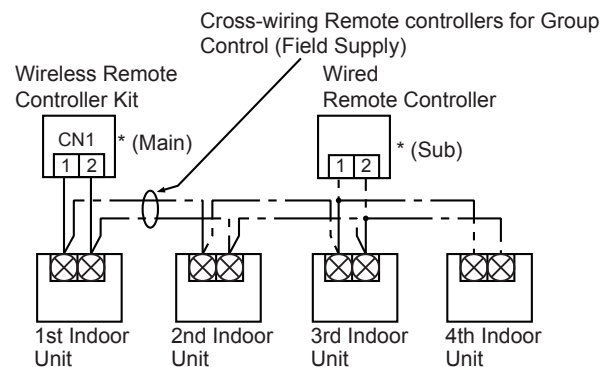 Cross-wiring Remote controllers for Group
Control (Field Supply)
Wireless Remote
Controller Kit
Wired
Remote Controller
CN1
* (Main)
1 2
1 2
* (Sub)
1st Indoor
Unit
2nd Indoor
Unit
3rd Indoor
Unit
4th Indoor
Unit